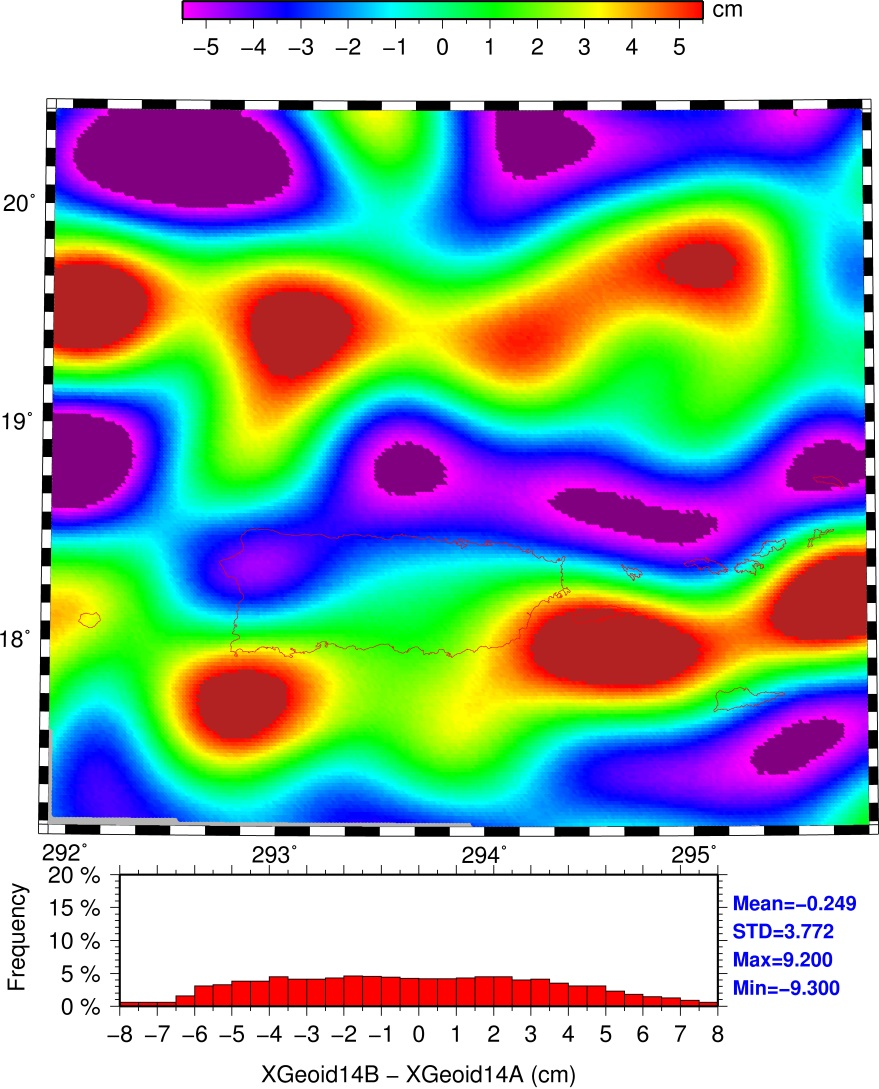 cm
−5 −4 −3 −2 −1 0 1 2 3 4 5
20˚
19˚
18˚
292˚ 293˚ 294˚ 295˚
20 %
15 %
10 %
5 %
0 %
Frequency
−8 −7 −6 −5 −4 −3 −2 −1 0 1 2 3 4 5 6 7 8
XGeoid14B − XGeoid14A (cm)
Mean=−0.249
STD=3.772
Max=9.200
Min=−9.300